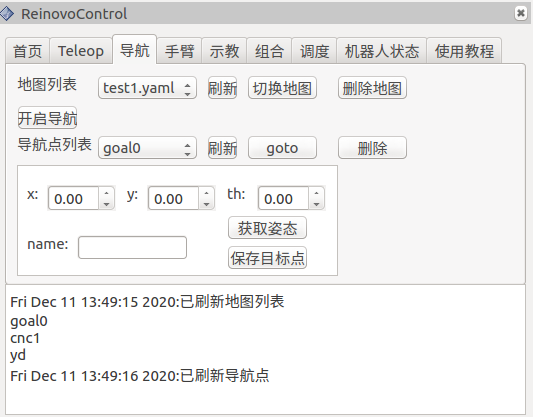 ReinovoControl
首页 Teleop 导航 手臂 示教 组合 调度 机器人状态 使用教程
地图列表 test1.yaml 刷新 切换地图 删除地图
开启导航
导航点列表 goal0 刷新 goto 删除
x: 0.00 y: 0.00 th: 0.00
获取姿态
name:
保存目标点
Fri Dec 11 13:49:15 2020:已刷新地图列表
goal0
cnc1
yd
Fri Dec 11 13:49:16 2020:已刷新导航点